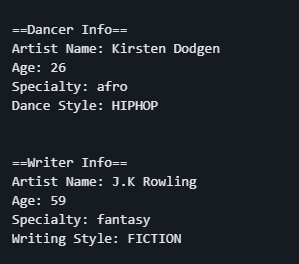 ==Dancer Info==
Artist Name: Kirsten Dodgen
Age: 26
Specialty: afro
Dance Style: HIPHOP
==Writer Info==
Artist Name: J.K Rowling
Age: 59
Specialty: fantasy
Writing Style: FICTION